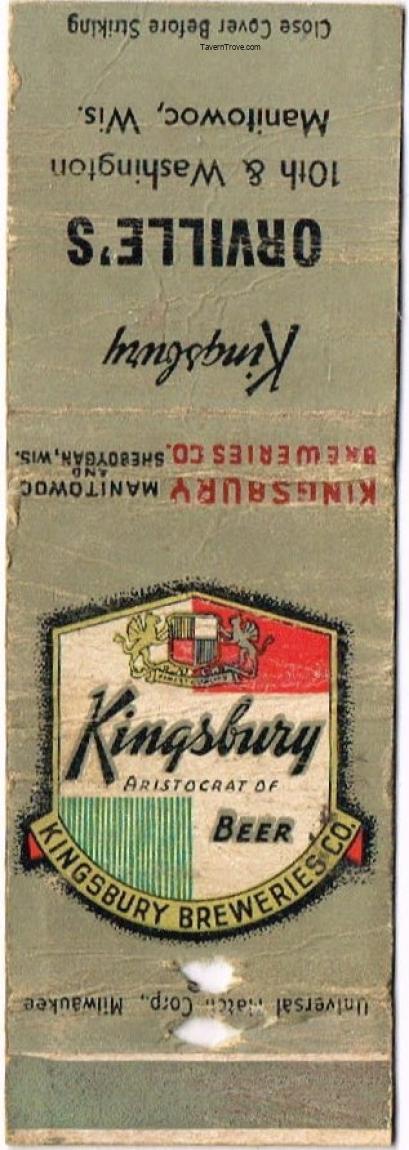 Close Cover Before Striking
TavernTrove.com
Manitowoc, Wis.
10th & Washington
ORVILLE'S
Kingsbury
BREWERIES CO. SHEBOYGAN, WIS.
AND
KINGSBURY MANITOWOC
Kingsbury
ARISTOCRAT OF
BEER
KINGSBURY BREWERIES CO.
Universal Match Corp., Milwaukee